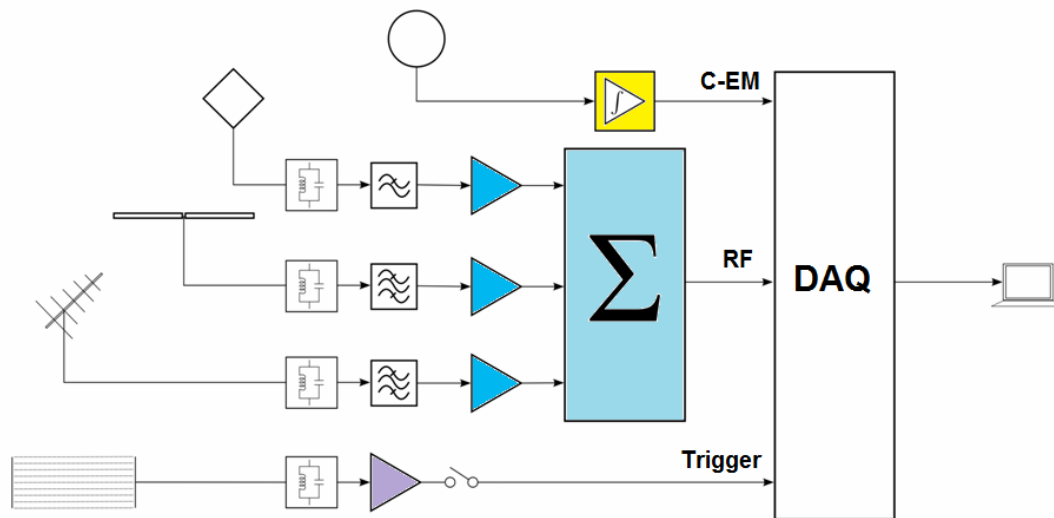 C-EM
∫
Σ
RF
DAQ
Trigger